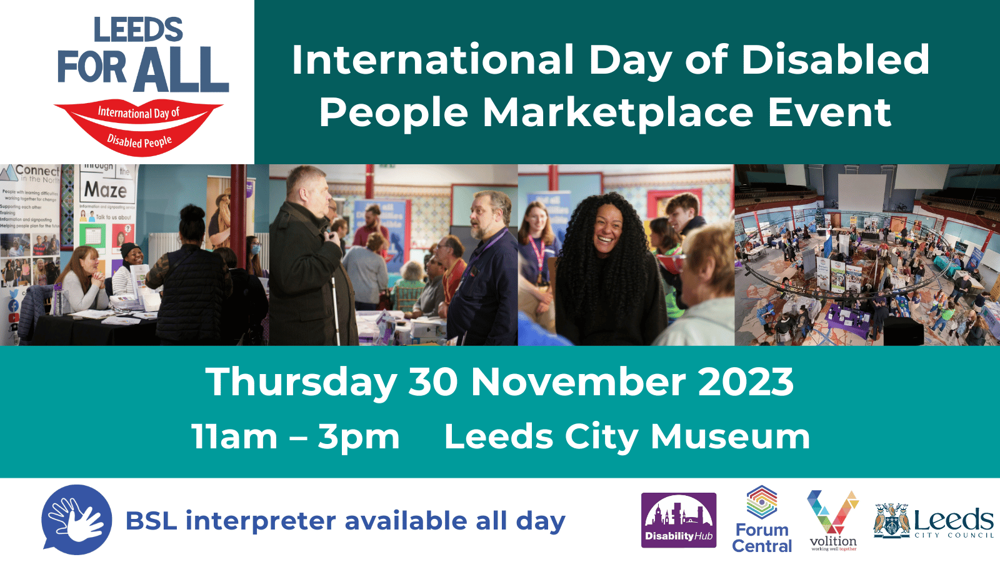 LEEDS
FOR ALL
International Day of
Disabled People
International Day of Disabled
People Marketplace Event
Connect
in the North
People with learning difficulties
working together for change
Supporting each other
Training
Information and signposting
Helping people plan for the future
through the
Maze
Information and signposting service
Talk to us about
Thursday 30 November 2023
11am – 3pm Leeds City Museum
BSL interpreter available all day
DisabilityHub
Forum
Central
volition
working well together
Leeds
CITY COUNCIL